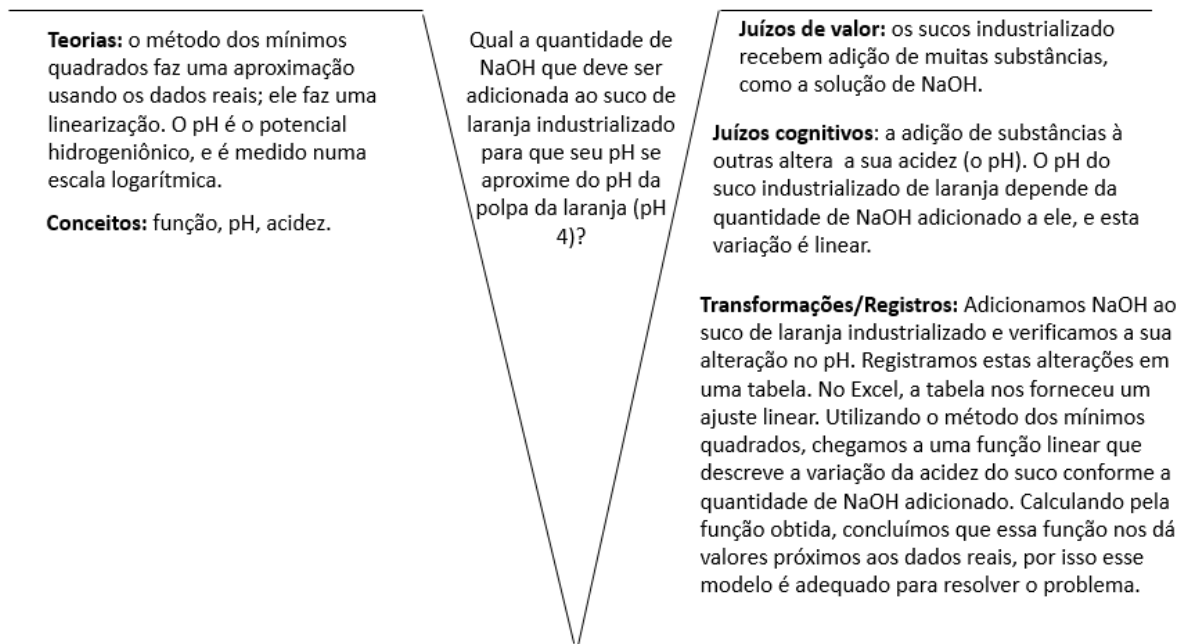 Teorias: o método dos mínimos
quadrados faz uma aproximação
usando os dados reais; ele faz uma
linearização. O pH é o potencial
hidrogeniônico, e é medido numa
escala logarítmica.
Conceitos: função, pH, acidez.
Qual a quantidade de
NaOH que deve ser
adicionada ao suco de
laranja industrializado
para que seu pH se
aproxime do pH da
polpa da laranja (pH
4)?
Juízos de valor: os sucos industrializado
recebem adição de muitas substâncias,
como a solução de NaOH.
Juízos cognitivos: a adição de substâncias à
outras altera a sua acidez (o pH). O pH do
suco industrializado de laranja depende da
quantidade de NaOH adicionado a ele, e esta
variação é linear.
Transformações/Registros: Adicionamos NaOH ao
suco de laranja industrializado e verificamos a sua
alteração no pH. Registramos estas alterações em
uma tabela. No Excel, a tabela nos forneceu um
ajuste linear. Utilizando o método dos mínimos
quadrados, chegamos a uma função linear que
descreve a variação da acidez do suco conforme a
quantidade de NaOH adicionado. Calculando pela
função obtida, concluímos que essa função nos dá
valores próximos aos dados reais, por isso esse
modelo é adequado para resolver o problema.